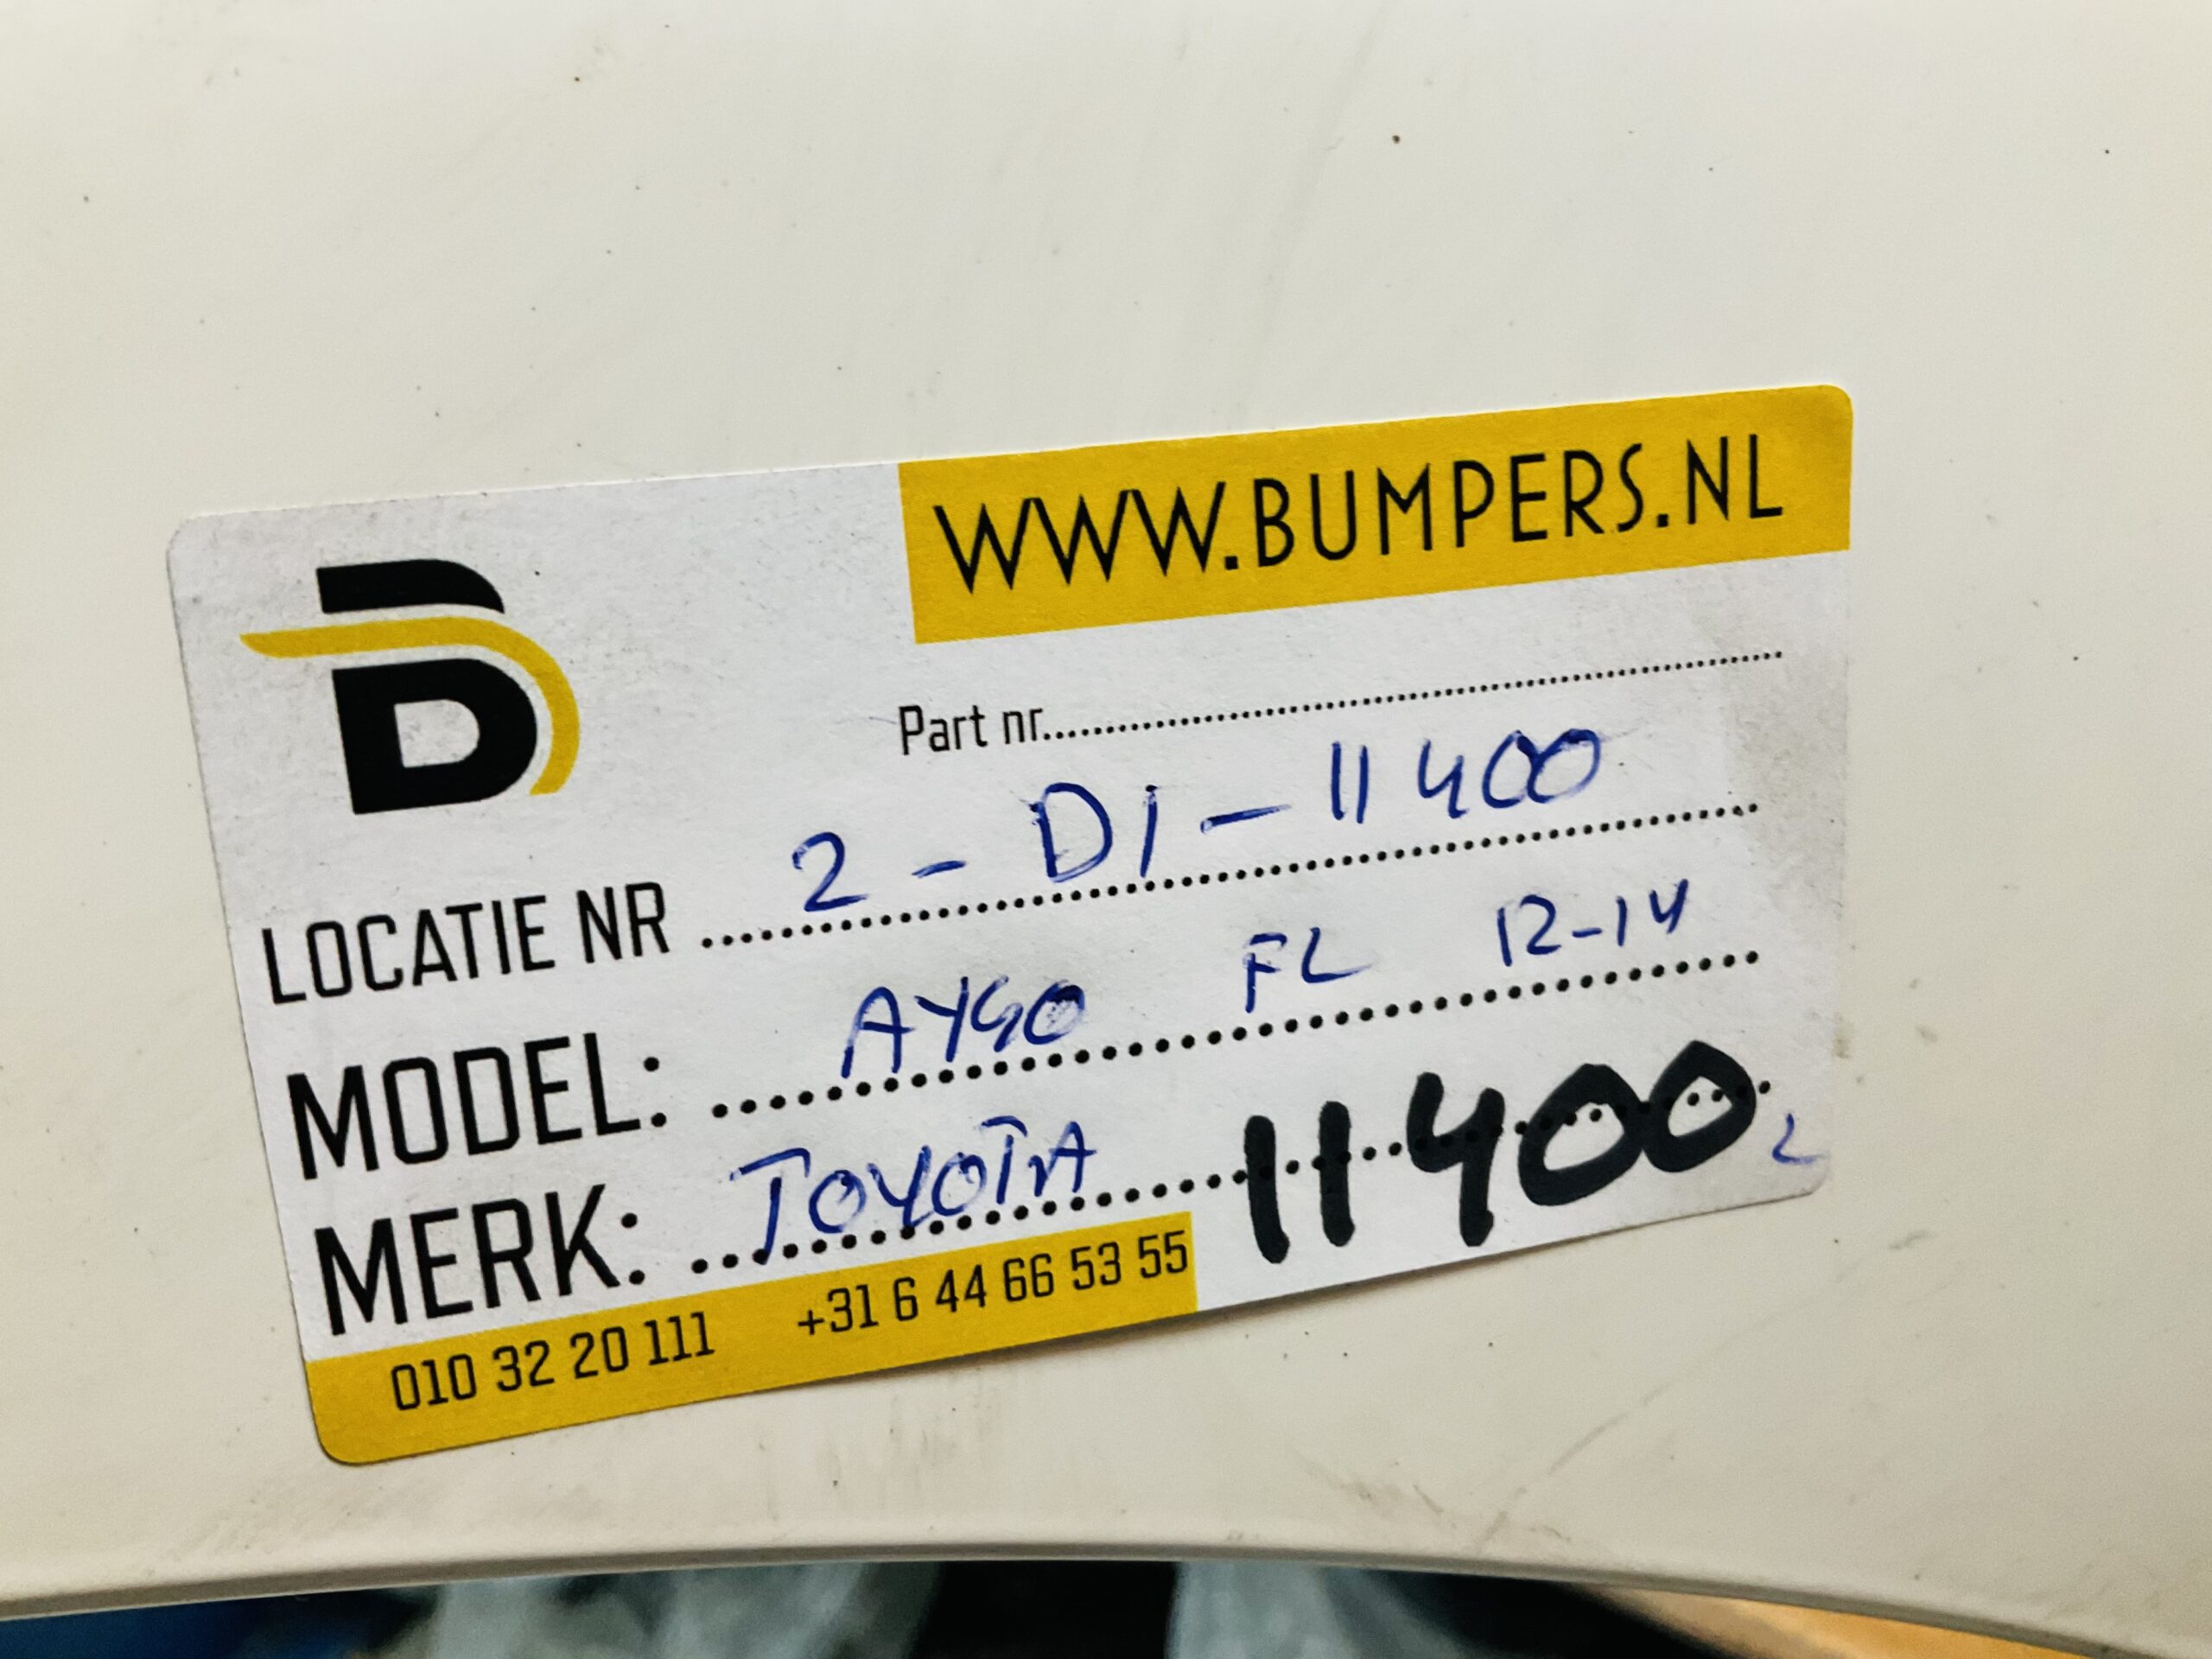 WWW.BUMPERS.NL
Part nr...............
LOCATIE NR 2 - D1 - 11400
MODEL: AYGO FL 12-14
MERK: TOYOTA 11400 L
010 32 20 111 +31 6 44 66 53 55